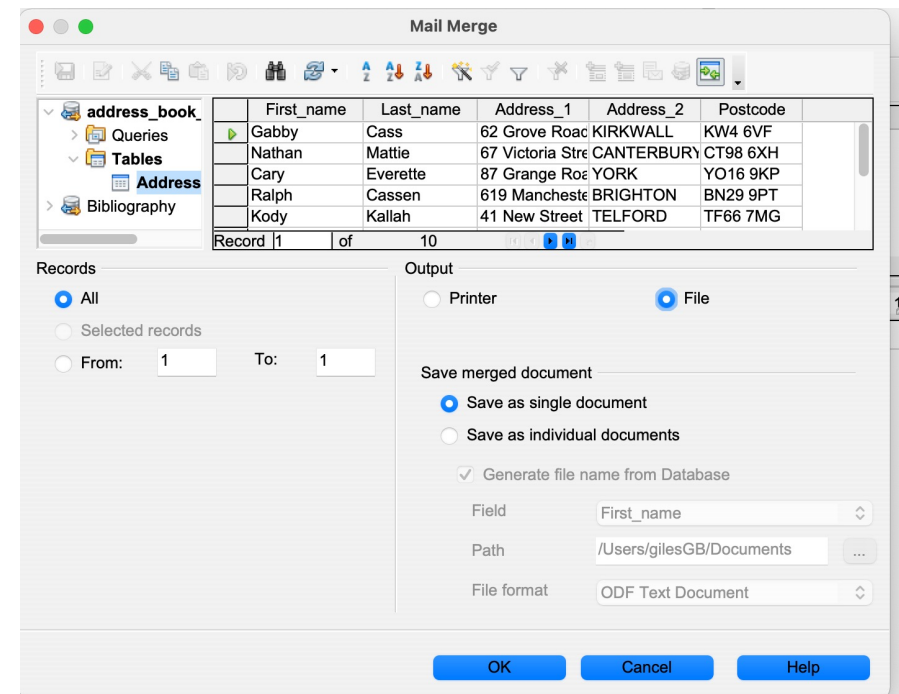 Mail Merge
address_book_
Queries
Tables
Address
Bibliography
First_name Last_name Address_1 Address_2 Postcode
Gabby Cass 62 Grove Road KIRKWALL KW4 6VF
Nathan Mattie 67 Victoria Stre CANTERBURY CT98 6XH
Cary Everette 87 Grange Roa YORK YO16 9KP
Ralph Cassen 619 Mancheste BRIGHTON BN29 9PT
Kody Kallah 41 New Street TELFORD TF66 7MG
Record 1 of 10
Records
All
Selected records
From: 1 To: 1
Output
Printer File
Save merged document
Save as single document
Save as individual documents
Generate file name from Database
Field First_name
Path /Users/gilesGB/Documents ...
File format ODF Text Document
OK Cancel Help